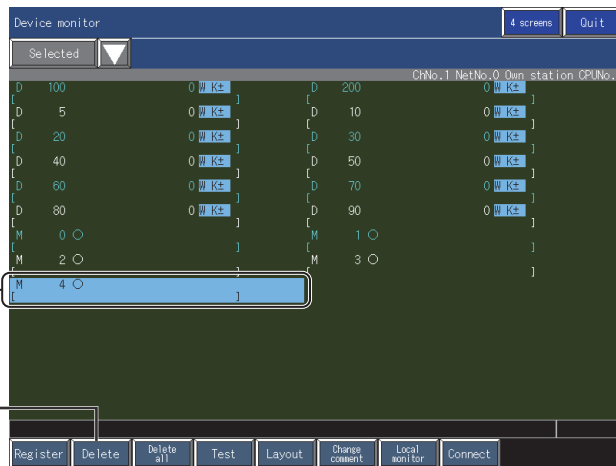 Device monitor 4 screens Quit
Selected
ChNo.1 NetNo.0 Own station CPUNo.
D 100 0 W K± D 200 0 W K±
[ ] [ ]
D 5 0 W K± D 10 0 W K±
[ ] [ ]
D 20 0 W K± D 30 0 W K±
[ ] [ ]
D 40 0 W K± D 50 0 W K±
[ ] [ ]
D 60 0 W K± D 70 0 W K±
[ ] [ ]
D 80 0 W K± D 90 0 W K±
[ ] [ ]
M 0 ○ M 1 ○
[ ] [ ]
M 2 ○ M 3 ○
[ ] [ ]
M 4 ○
[ ]
Register Delete Delete all Test Layout Change comment Local monitor Connect